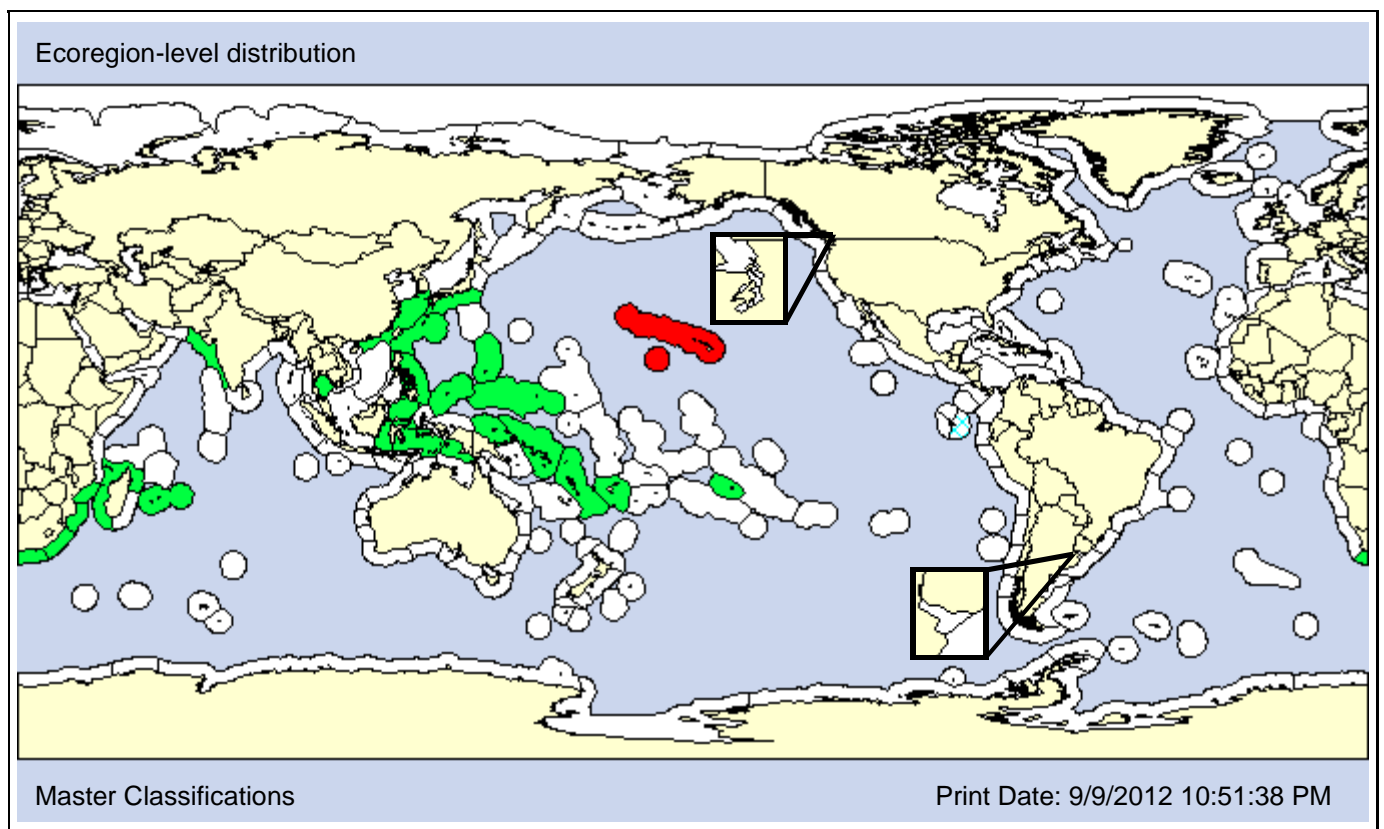 Ecoregion-level distribution
Master Classifications
Print Date: 9/9/2012 10:51:38 PM